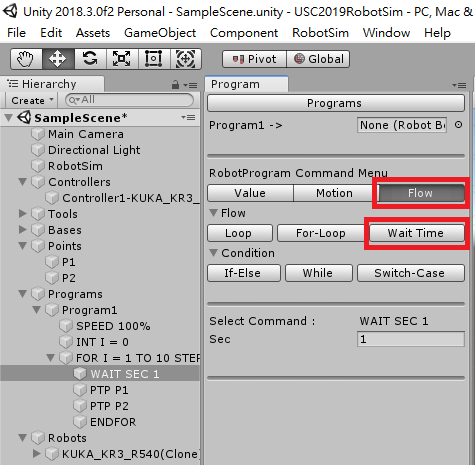 Unity 2018.3.0f2 Personal - SampleScene.unity - USC2019RobotSim - PC, Mac &
File Edit Assets GameObject Component RobotSim Window Help
Pivot Global
Hierarchy
Create All
SampleScene*
Main Camera
Directional Light
RobotSim
Controllers
Controller1-KUKA_KR3_
Tools
Bases
Points
P1
P2
Programs
Program1
SPEED 100%
INT I = 0
FOR I = 1 TO 10 STEP
WAIT SEC 1
PTP P1
PTP P2
ENDFOR
Robots
KUKA_KR3_R540(Clone)
Program
Programs
Program1 -> None (Robot B
RobotProgram Command Menu
Value Motion Flow
Flow
Loop For-Loop Wait Time
Condition
If-Else While Switch-Case
Select Command : WAIT SEC 1
Sec 1